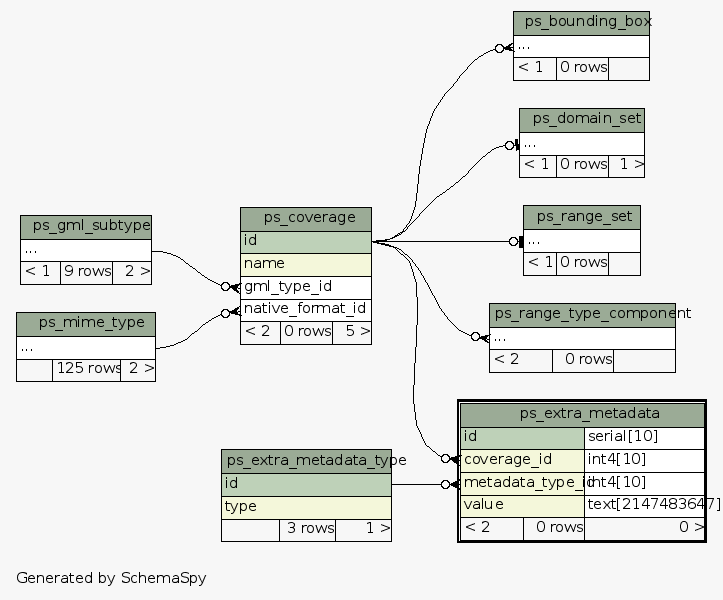 ps_bounding_box
...
< 1 0 rows
ps_domain_set
...
< 1 0 rows 1 >
ps_range_set
...
< 1 0 rows
ps_gml_subtype
...
< 1 9 rows 2 >
ps_mime_type
...
125 rows 2 >
ps_coverage
id
name
gml_type_id
native_format_id
< 2 0 rows 5 >
ps_range_type_component
...
< 2 0 rows
ps_extra_metadata
id serial[10]
coverage_id int4[10]
metadata_type_id int4[10]
value text[2147483647]
< 2 0 rows 0 >
ps_extra_metadata_type
id
type
3 rows 1 >
Generated by SchemaSpy